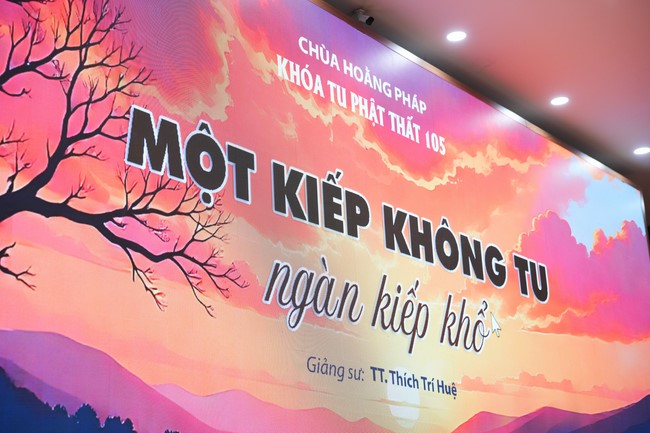 CHÙA HOẰNG PHÁP
KHÓA TU PHẬT THẤT 105
MỘT KIẾP KHÔNG TU
ngàn kiếp khổ
Giảng sư: TT. Thích Trí Huệ